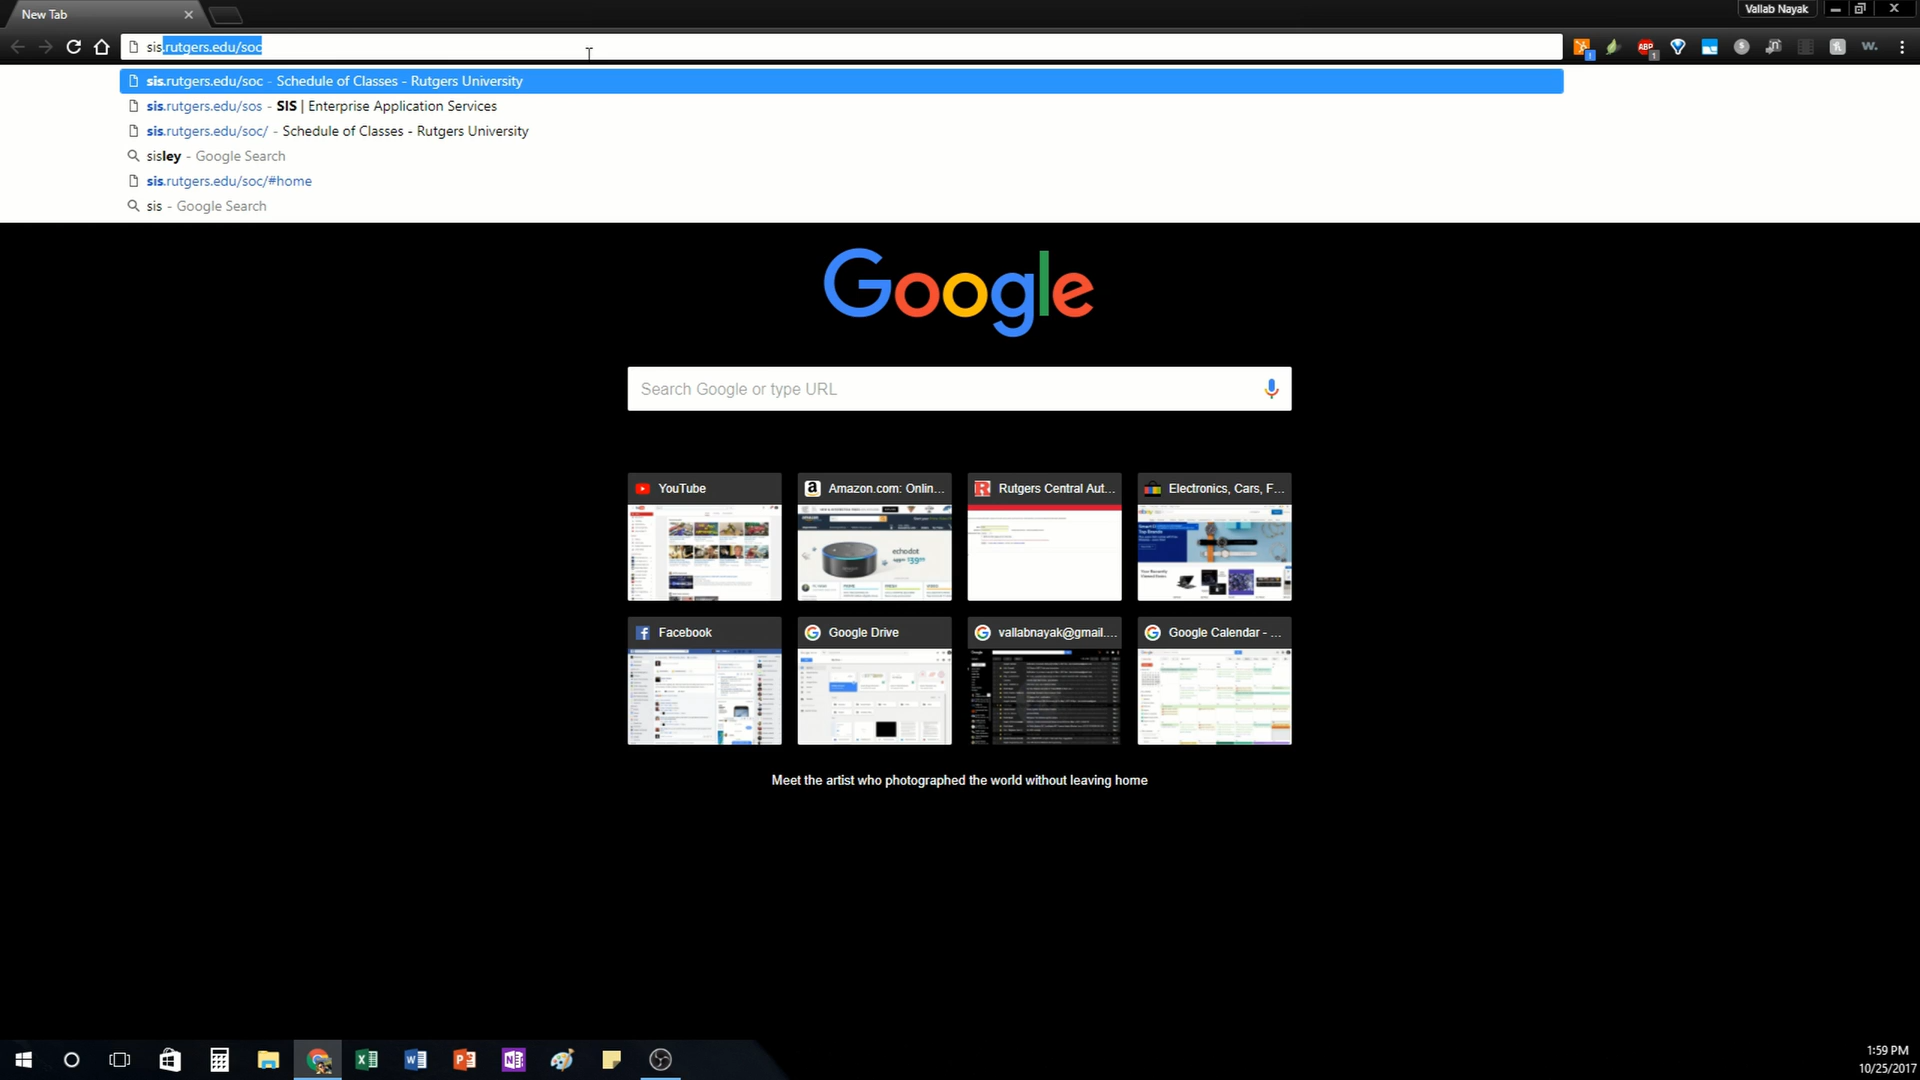 New Tab
Vallab Nayak
sis.rutgers.edu/soc
ABP
1
w.
sis.rutgers.edu/soc - Schedule of Classes - Rutgers University
sis.rutgers.edu/sos - SIS | Enterprise Application Services
sis.rutgers.edu/soc/ - Schedule of Classes - Rutgers University
sisley - Google Search
sis.rutgers.edu/soc/#home
sis - Google Search
Google
Search Google or type URL
YouTube
Amazon.com: Onlin...
Rutgers Central Aut...
Electronics, Cars, F...
echodot
Facebook
Google Drive
vallabnayak@gmail....
Google Calendar - ...
Meet the artist who photographed the world without leaving home
1:59 PM
10/25/2017